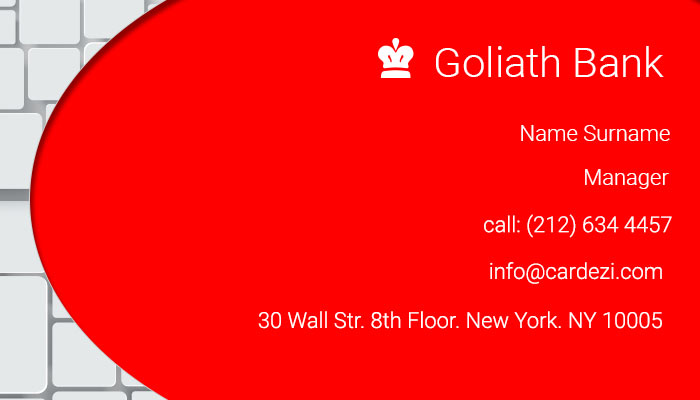 Goliath Bank
Name Surname
Manager
call: (212) 634 4457
info@cardezi.com
30 Wall Str. 8th Floor. New York. NY 10005